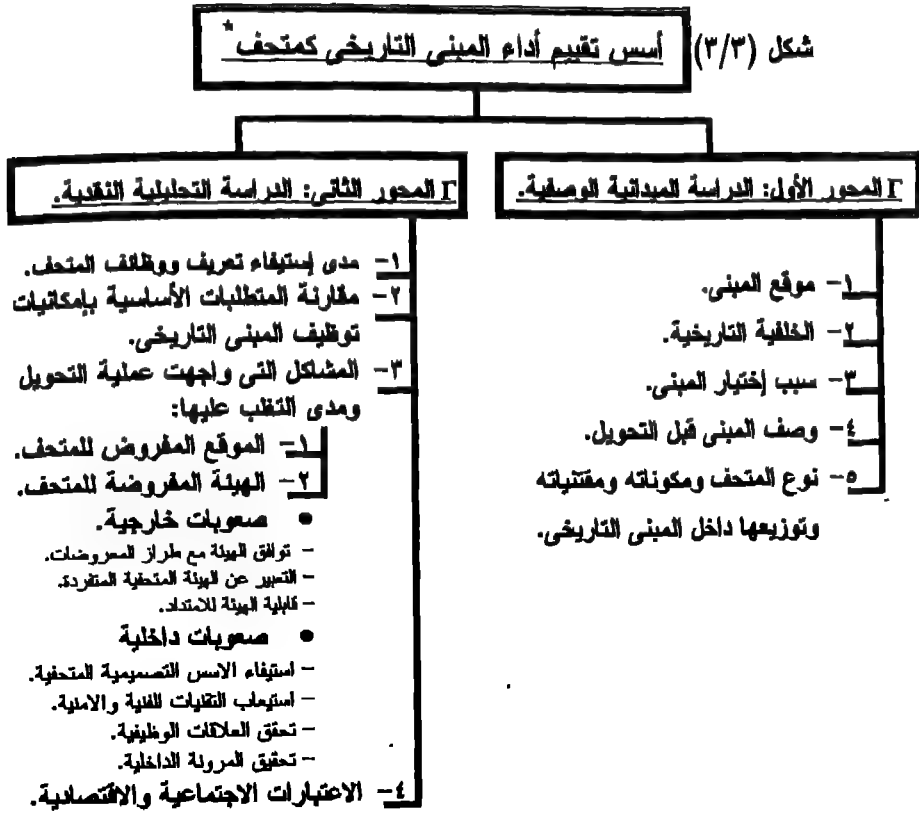 شكل (٣/٣) أسس تقييم أداء المبنى التاريخى كمتحف*
I المحور الأول: الدراسة الميدانية الوصفية.
١- موقع المبنى.
٢- الخلفية التاريخية.
٣- سبب إختيار المبنى.
٤- وصف المبنى قبل التحويل.
٥- نوع المتحف ومكوناته ومقتنياته
وتوزيعها داخل المبنى التاريخى.
I المحور الثانى: الدراسة التحليلية النقدية.
١- مدى إستيفاء تعريف ووظائف المتحف.
٢- مقارنة المتطلبات الأساسية بإمكانيات
توظيف المبنى التاريخى.
٣- المشاكل التى واجهت عملية التحويل
ومدى التغلب عليها:
١- الموقع المفروض للمتحف.
٢- الهيئة المفروضة للمتحف.
• صعوبات خارجية.
- توافق الهيئة مع طراز المعروضات.
- التعبير عن الهيئة المتحفية المتفردة.
- قابلية الهيئة للامتداد.
• صعوبات داخلية
- استيفاء الاسس التصميمية المتحفية.
- استيعاب التقنيات الفنية والامنية.
- تحقق العلاقات الوظيفية.
- تحقيق المرونة الداخلية.
٤- الاعتبارات الاجتماعية والاقتصادية.